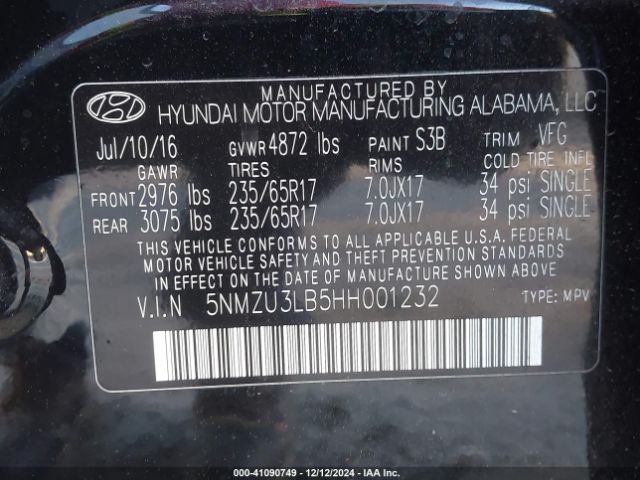 MANUFACTURED BY
HYUNDAI MOTOR MANUFACTURING ALABAMA, LLC
Jul/10/16 GVWR 4872 lbs PAINT S3B TRIM VFG
GAWR TIRES RIMS COLD TIRE INFL
FRONT 2976 lbs 235/65R17 7.0JX17 34 psi SINGLE
REAR 3075 lbs 235/65R17 7.0JX17 34 psi SINGLE
THIS VEHICLE CONFORMS TO ALL APPLICABLE U.S.A. FEDERAL
MOTOR VEHICLE SAFETY AND THEFT PREVENTION STANDARDS
IN EFFECT ON THE DATE OF MANUFACTURE SHOWN ABOVE
V.I.N 5NMZU3LB5HH001232 TYPE: MPV
Stock #: 0-41090749 - 12/12/2024 - IAA Inc.